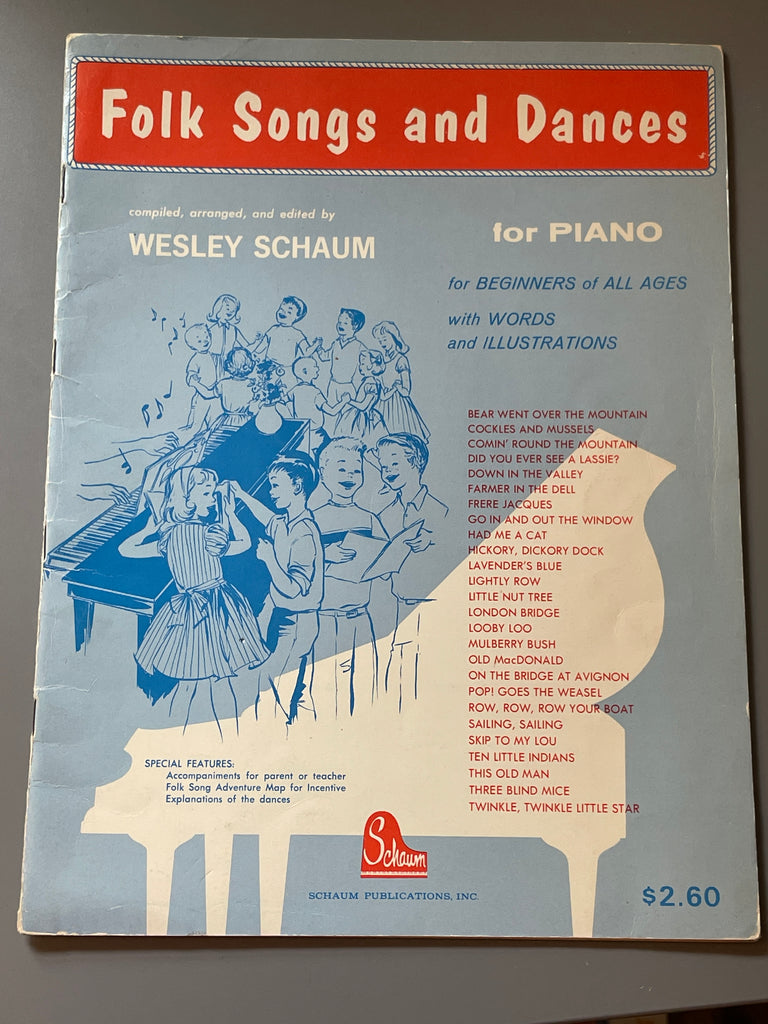 Folk Songs and Dances
compiled, arranged, and edited by
WESLEY SCHAUM
for PIANO
for BEGINNERS of ALL AGES
with WORDS
and ILLUSTRATIONS
BEAR WENT OVER THE MOUNTAIN
COCKLES AND MUSSELS
COMIN' ROUND THE MOUNTAIN
DID YOU EVER SEE A LASSIE?
DOWN IN THE VALLEY
FARMER IN THE DELL
FRERE JACQUES
GO IN AND OUT THE WINDOW
HAD ME A CAT
HICKORY, DICKORY DOCK
LAVENDER'S BLUE
LIGHTLY ROW
LITTLE NUT TREE
LONDON BRIDGE
LOOBY LOO
MULBERRY BUSH
OLD MacDONALD
ON THE BRIDGE AT AVIGNON
POP! GOES THE WEASEL
ROW, ROW, ROW YOUR BOAT
SAILING, SAILING
SKIP TO MY LOU
TEN LITTLE INDIANS
THIS OLD MAN
THREE BLIND MICE
TWINKLE, TWINKLE LITTLE STAR
SPECIAL FEATURES:
Accompaniments for parent or teacher
Folk Song Adventure Map for Incentive
Explanations of the dances
Schaum
SCHAUM PUBLICATIONS, INC.
$2.60